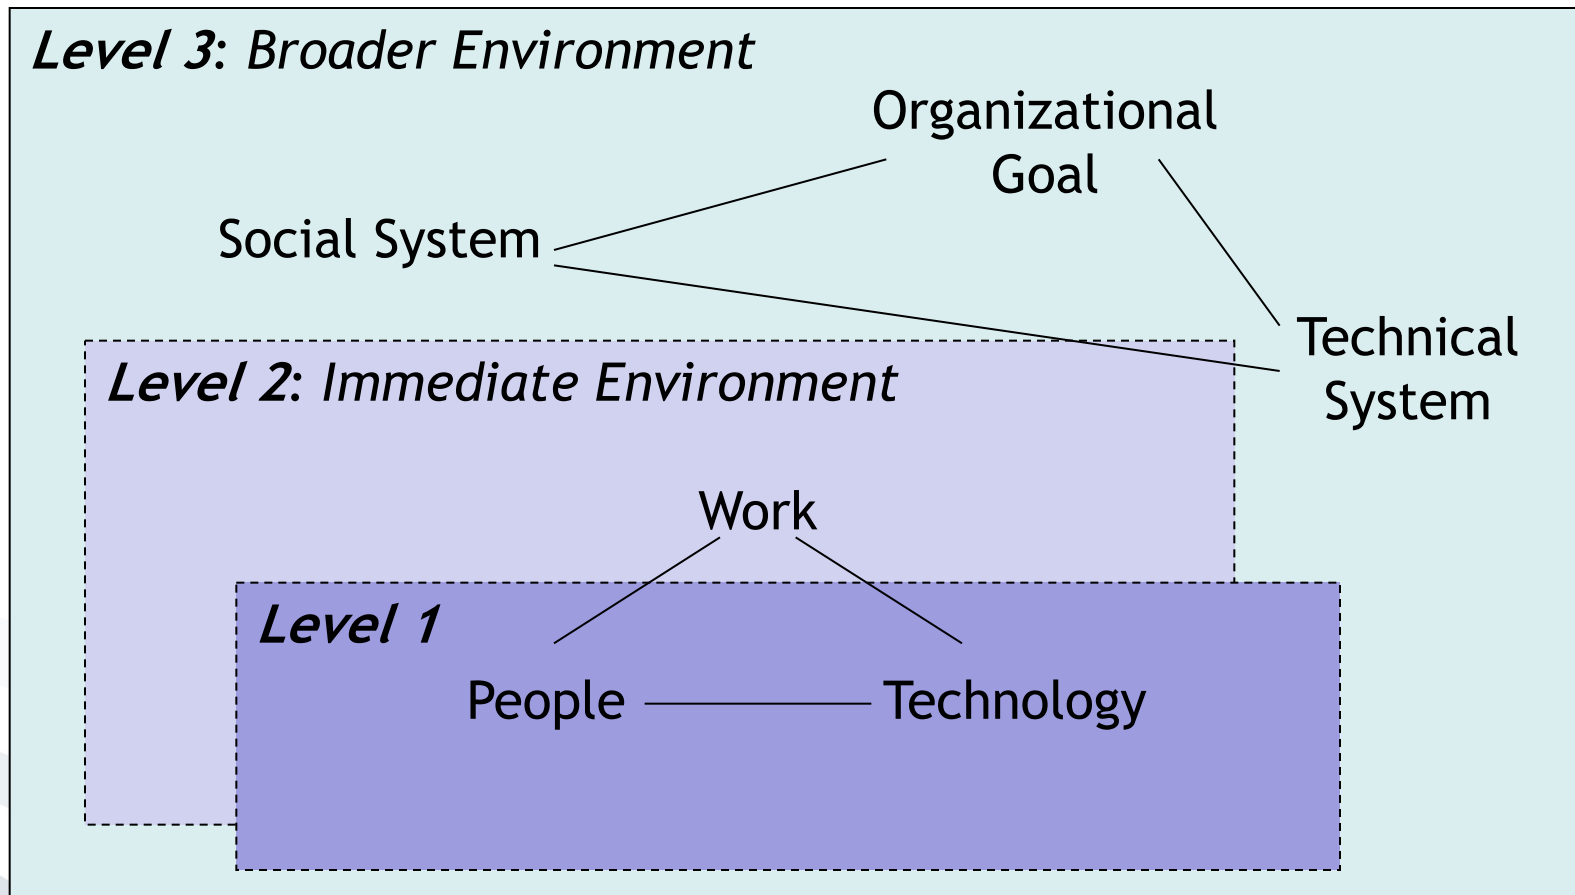 Level 3: Broader Environment
Organizational
Goal
Social System
Technical
System
Level 2: Immediate Environment
Work
Level 1
People
Technology